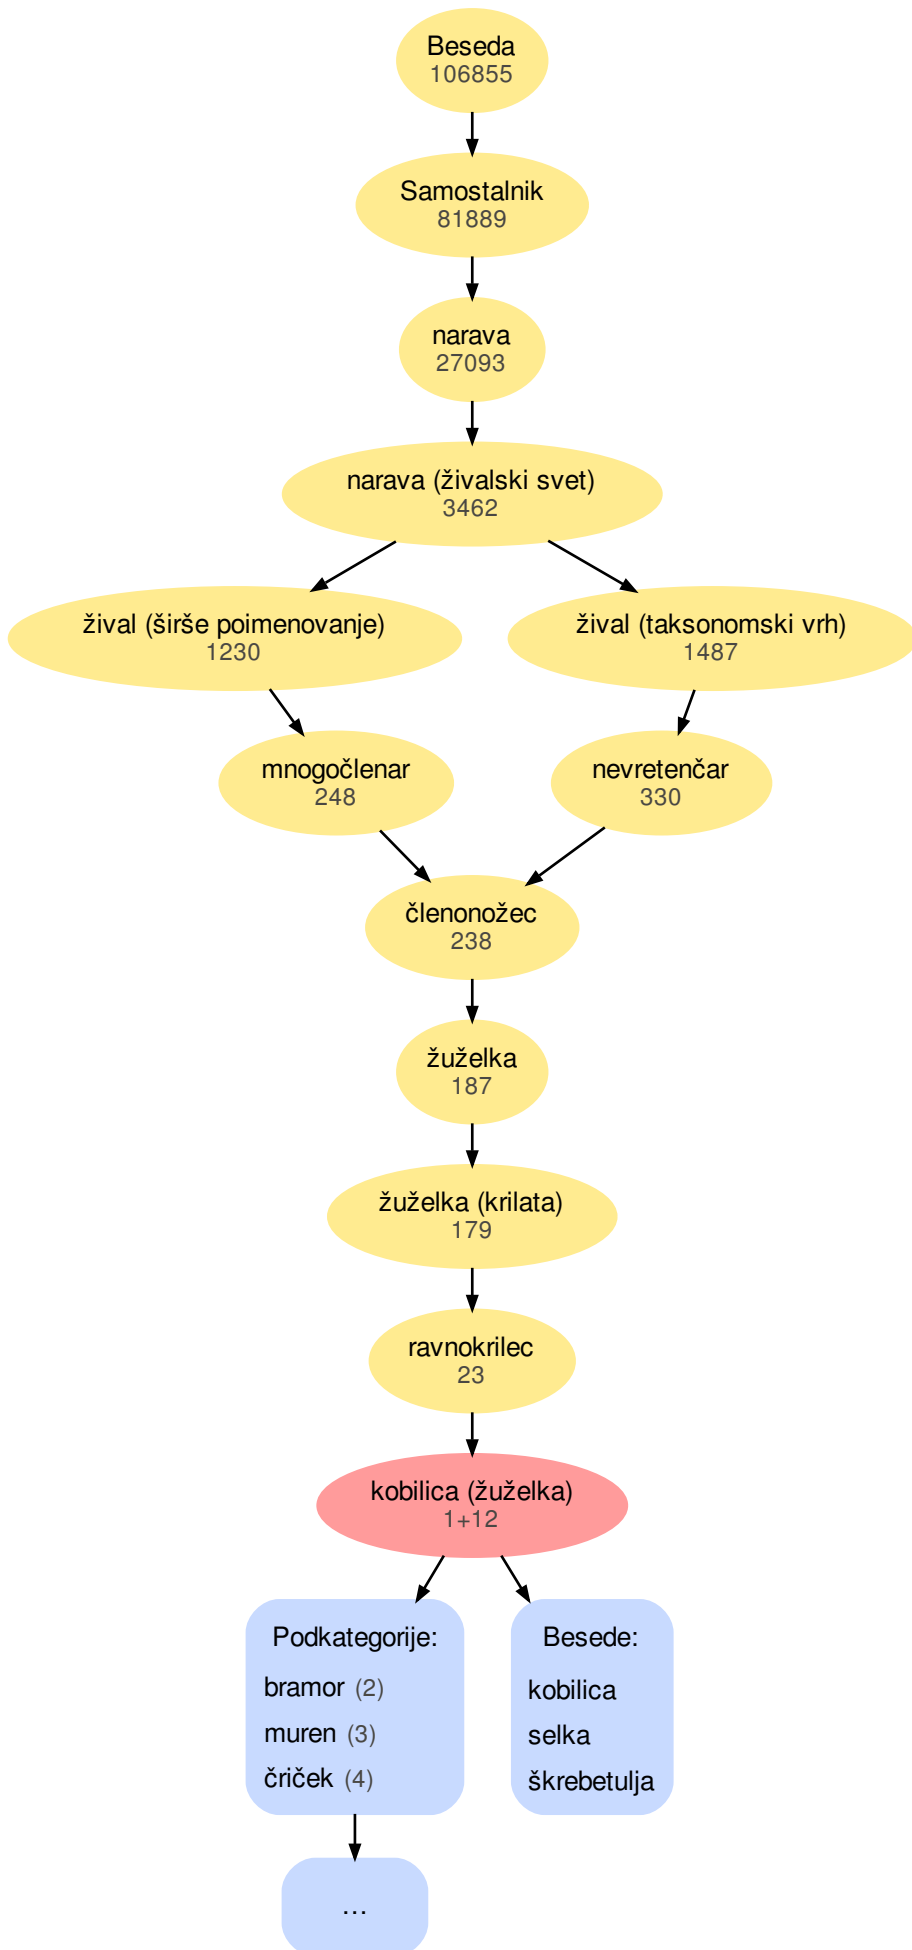 Beseda
106855
Samostalnik
81889
narava
27093
narava (živalski svet)
3462
žival (širše poimenovanje)
1230
žival (taksonomski vrh)
1487
mnogočlenar
248
nevretenčar
330
členonožec
238
žuželka
187
žuželka (krilata)
179
ravnokrilec
23
kobilica (žuželka)
1+12
Podkategorije:
bramor (2)
muren (3)
čriček (4)
Besede:
kobilica
selka
škrebetulja
...